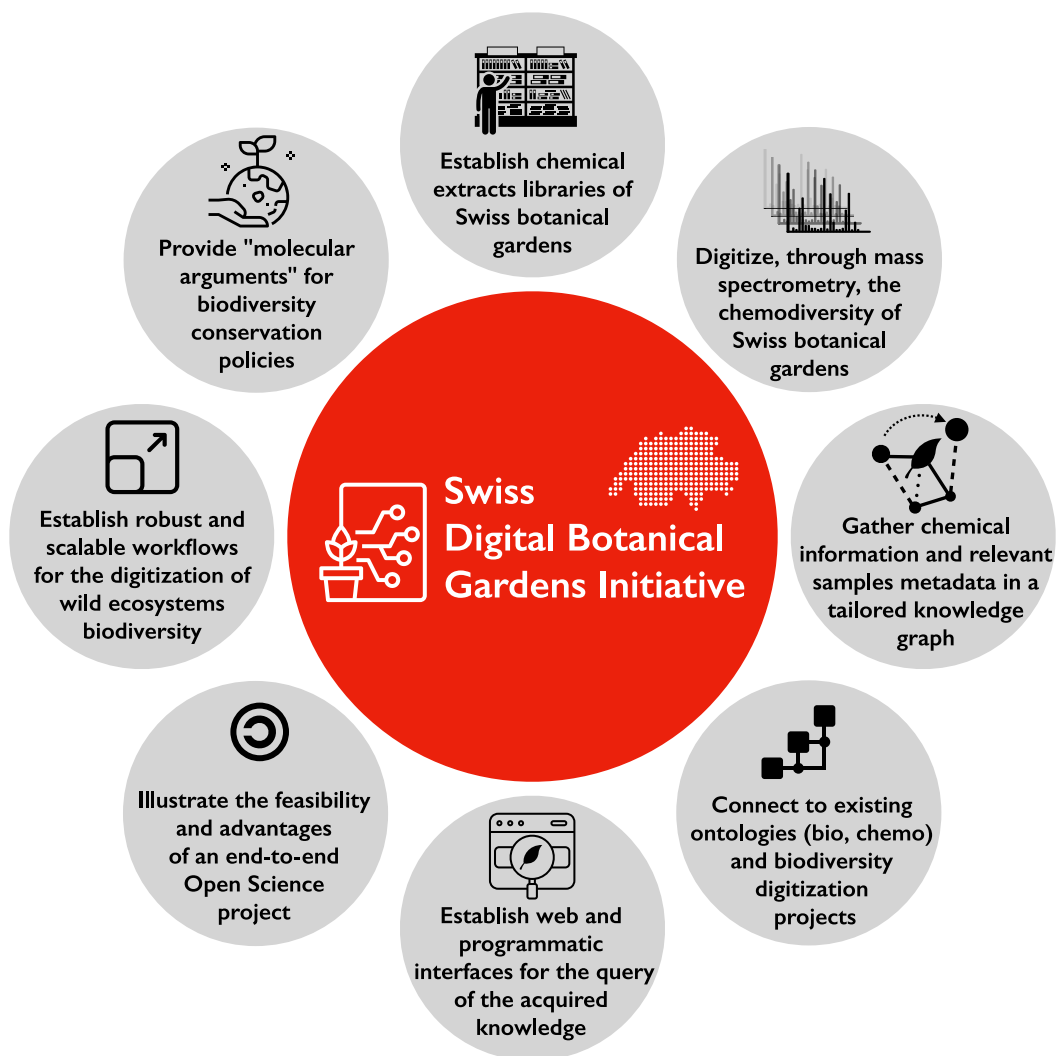 Establish chemical
extracts libraries of
Swiss botanical
gardens
Digitize, through mass
spectrometry, the
chemodiversity of
Swiss botanical
gardens
Gather chemical
information and relevant
samples metadata in a
tailored knowledge
graph
Connect to existing
ontologies (bio, chemo)
and biodiversity
digitization
projects
Establish web and
programmatic
interfaces for the query
of the acquired
knowledge
Illustrate the feasibility
and advantages
of an end-to-end
Open Science
project
Establish robust and
scalable workflows
for the digitization of
wild ecosystems
biodiversity
Provide "molecular
arguments" for
biodiversity
conservation
policies
Swiss
Digital Botanical
Gardens Initiative